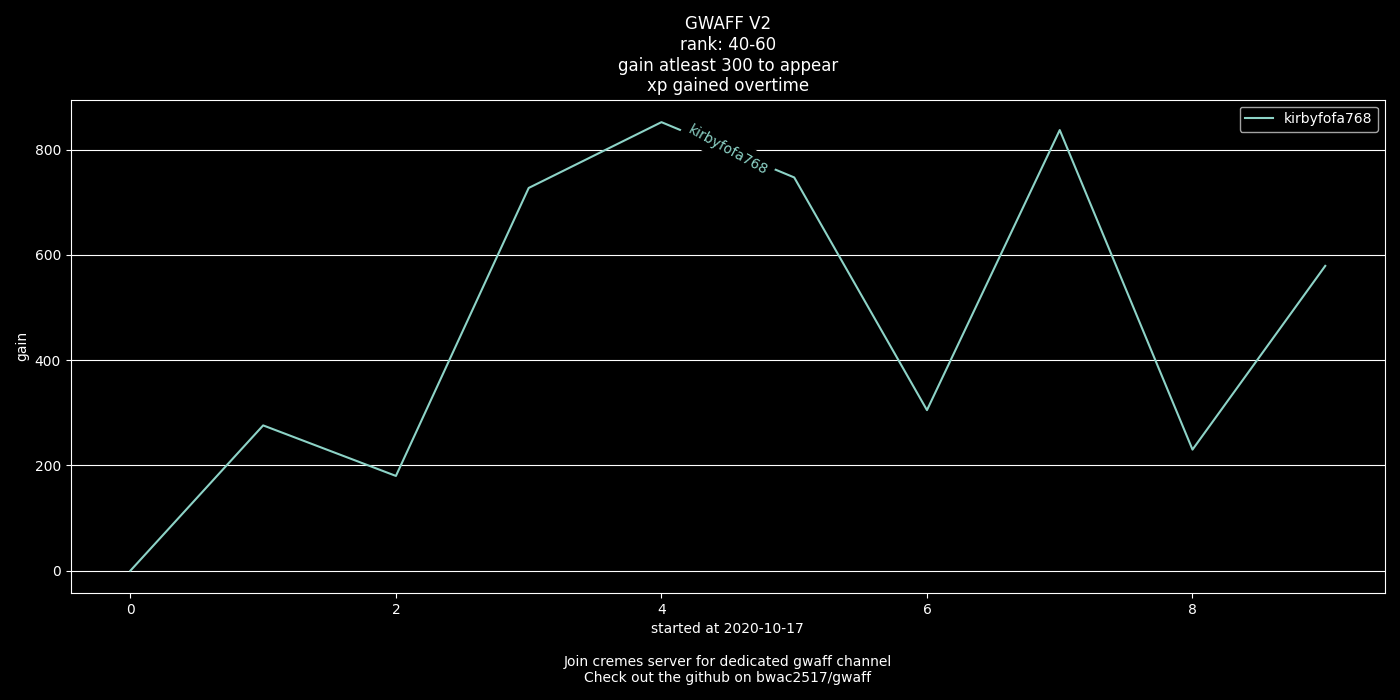 GWAFF V2
rank: 40-60
gain atleast 300 to appear
xp gained overtime
kirbyfofa768
kirbyfofa768
800
600
400
200
0
gain
0 2 4 6 8
started at 2020-10-17
Join cremes server for dedicated gwaff channel
Check out the github on bwac2517/gwaff